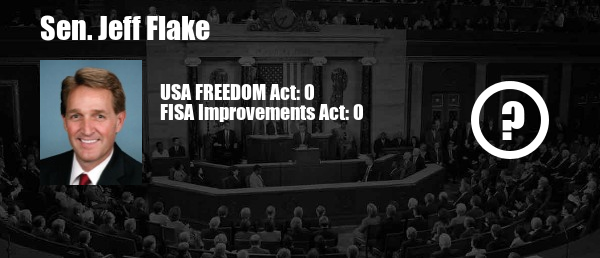 Sen. Jeff Flake
USA FREEDOM Act: 0
FISA Improvements Act: 0
?